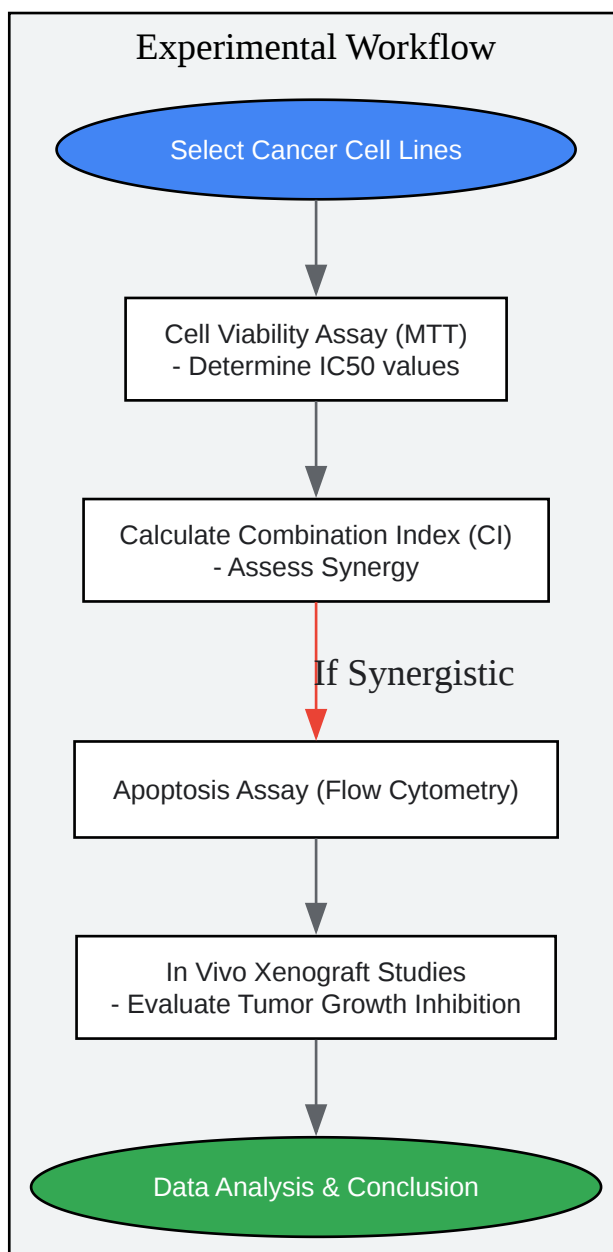 Experimental Workflow
Select Cancer Cell Lines
Cell Viability Assay (MTT)
- Determine IC50 values
Calculate Combination Index (CI)
- Assess Synergy
If Synergistic
Apoptosis Assay (Flow Cytometry)
In Vivo Xenograft Studies
- Evaluate Tumor Growth Inhibition
Data Analysis & Conclusion